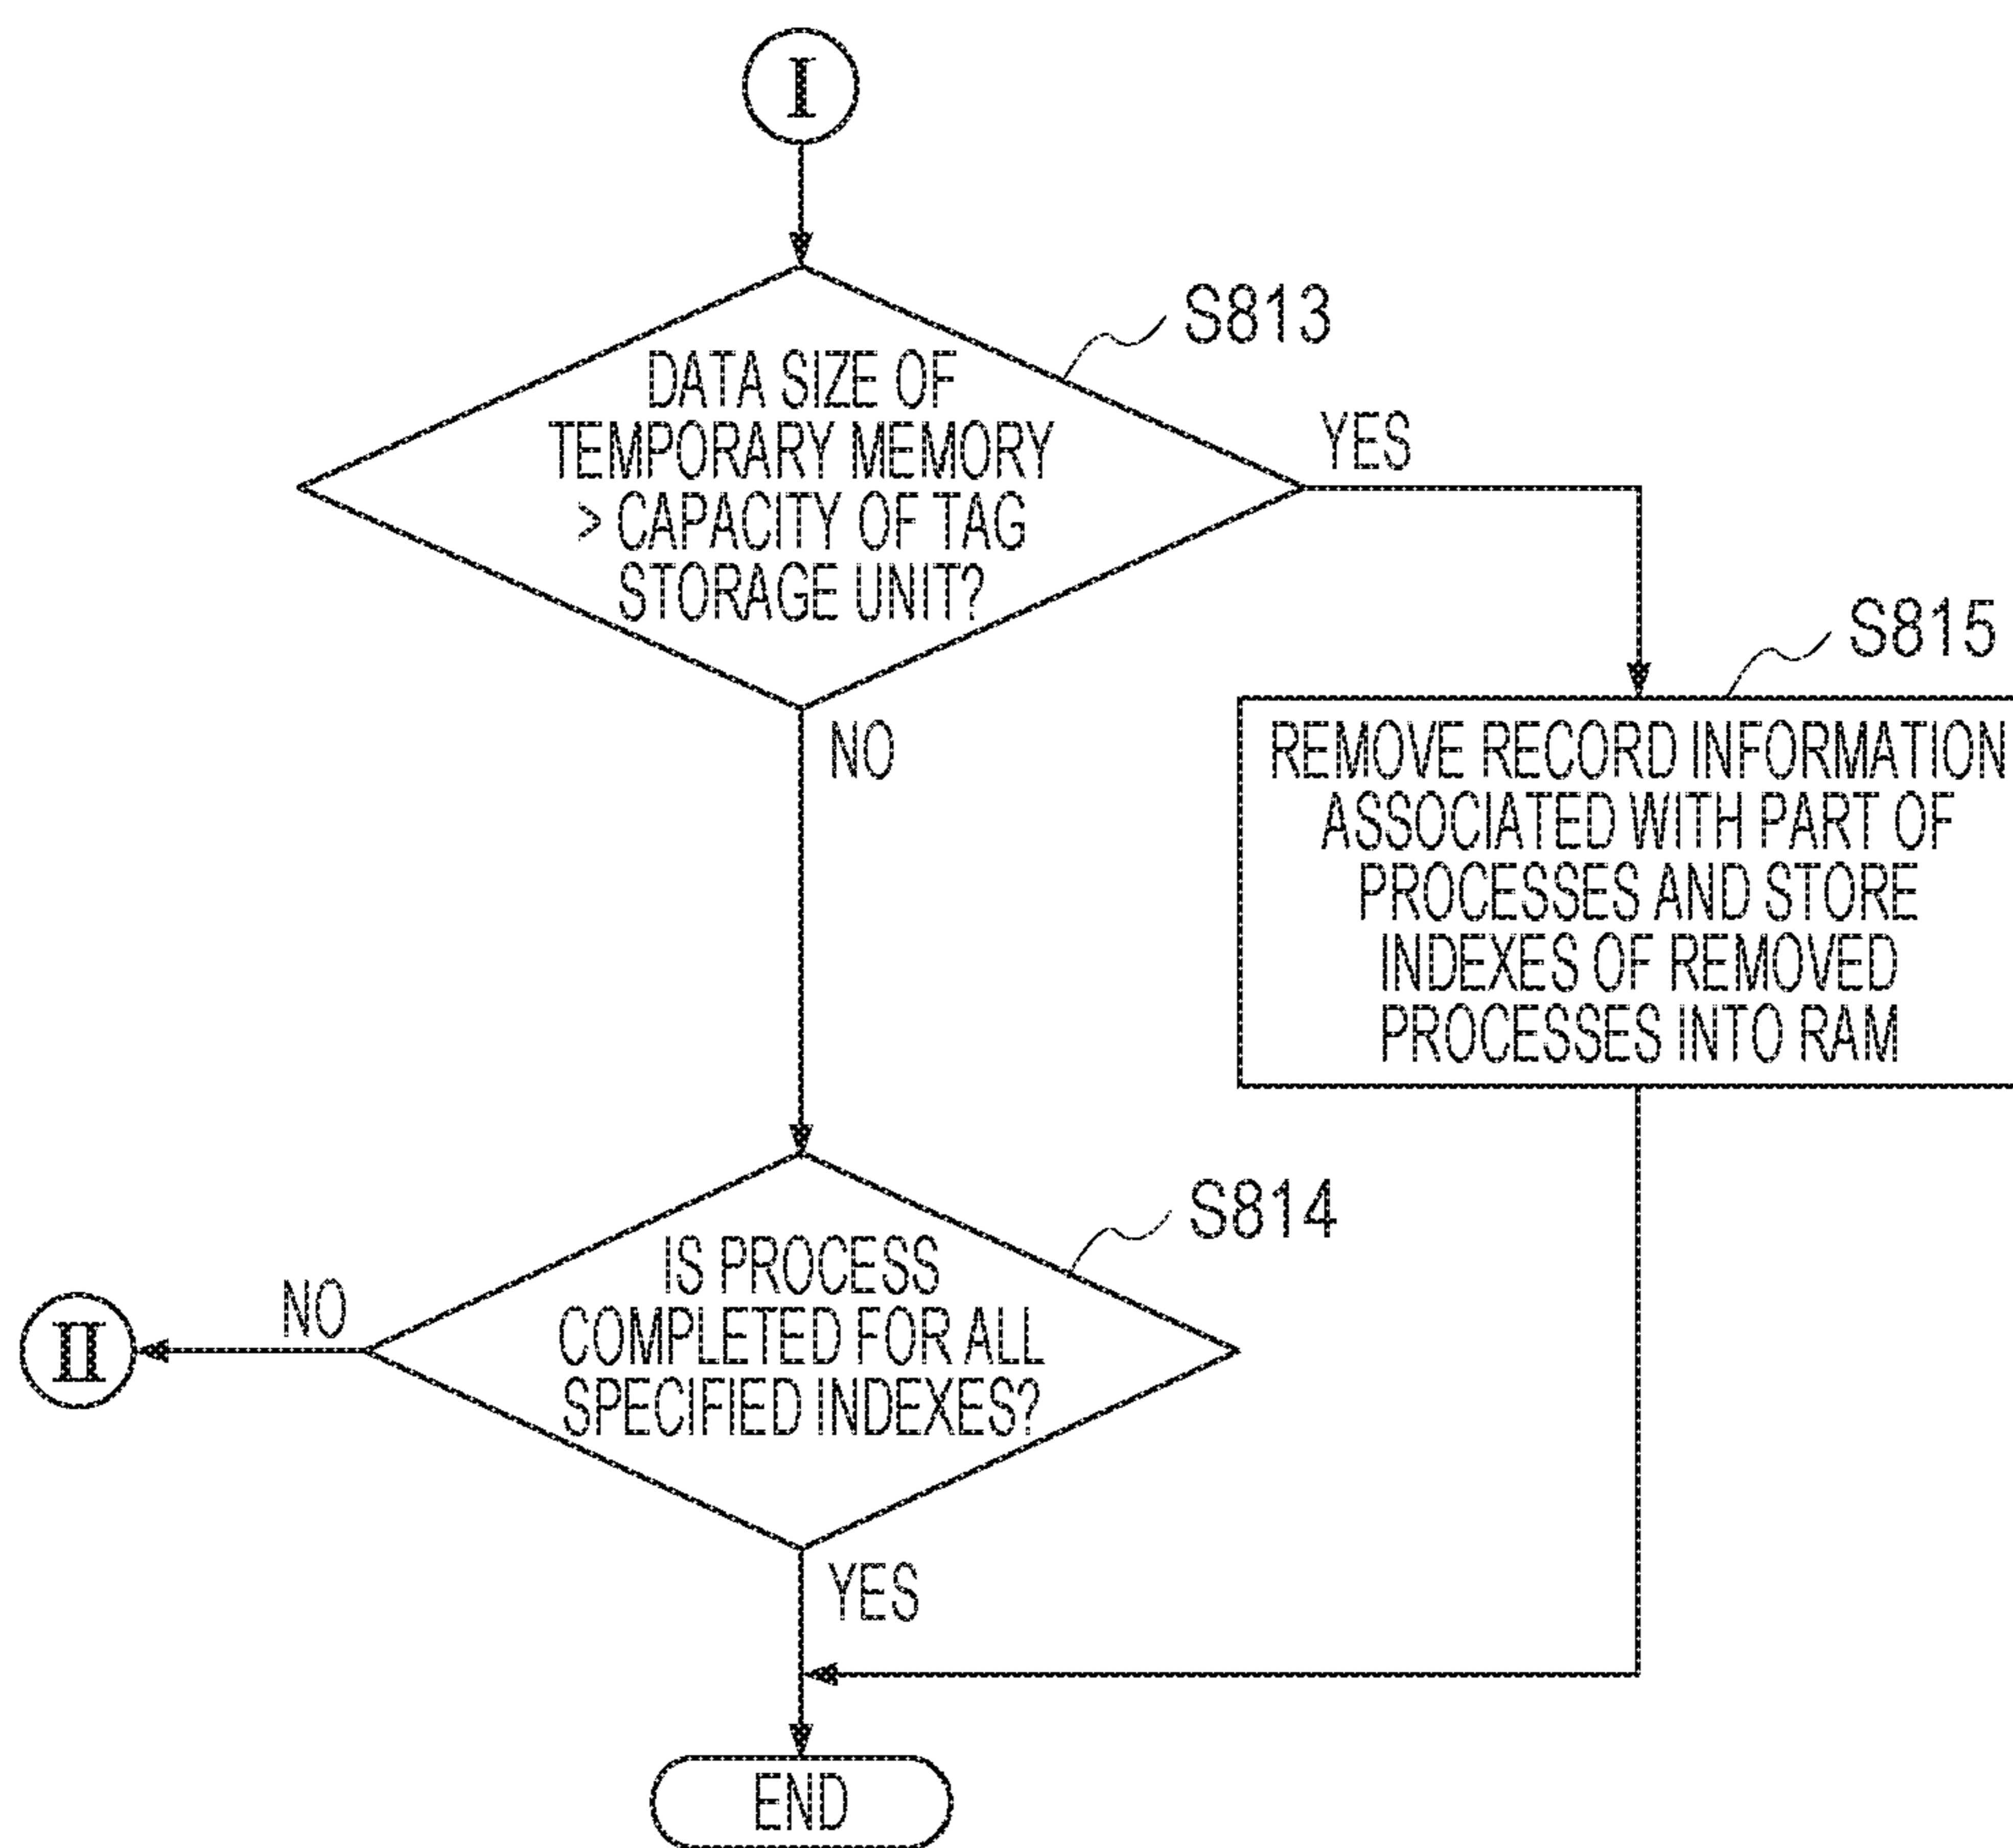 I
S813
DATA SIZE OF
TEMPORARY MEMORY
> CAPACITY OF TAG
STORAGE UNIT?
YES
NO
S815
REMOVE RECORD INFORMATION
ASSOCIATED WITH PART OF
PROCESSES AND STORE
INDEXES OF REMOVED
PROCESSES INTO RAM
S814
IS PROCESS
COMPLETED FOR ALL
SPECIFIED INDEXES?
NO
II
YES
END